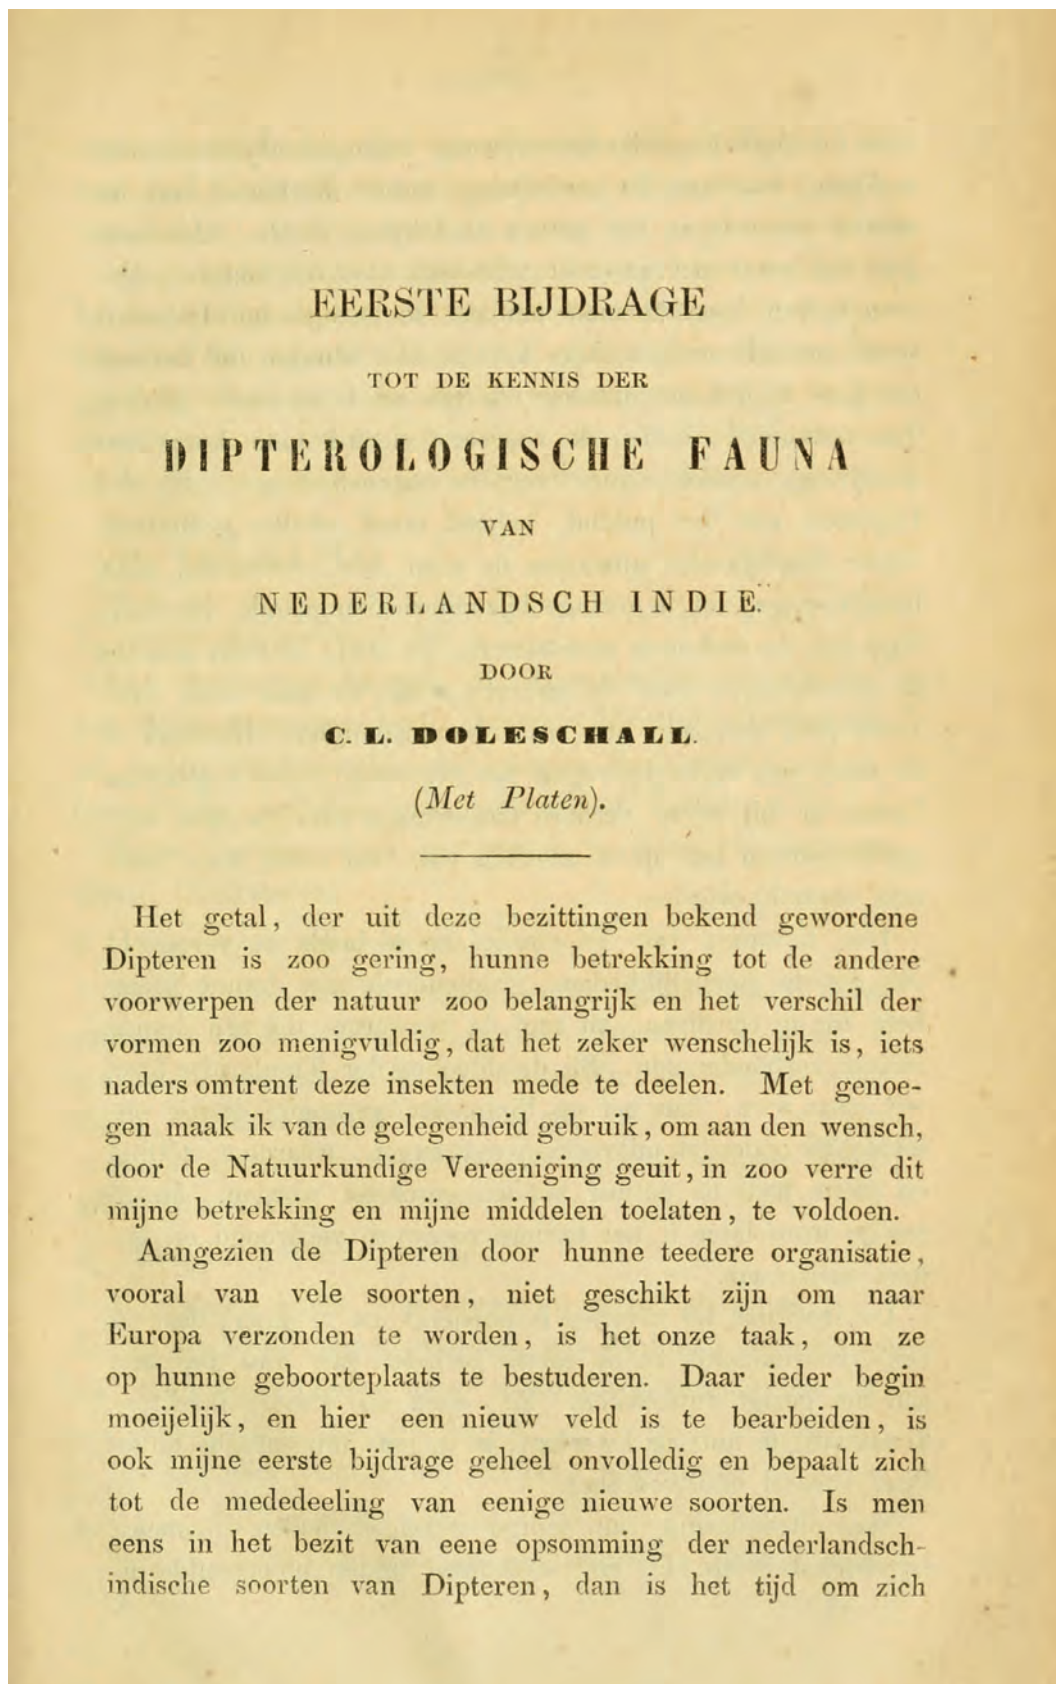 EERSTE BIJDRAGE
TOT DE KENNIS DER
DIPTEROLOGISCHE FAUNA
VAN
NEDERLANDSCH INDIË.
DOOR
C. L. DOLESCHALL.
(Met Platen).
Het getal, der uit deze bezittingen bekend gewordene
Dipteren is zoo gering, hunne betrekking tot de andere
voorwerpen der natuur zoo belangrijk en het verschil der
vormen zoo menigvuldig, dat het zeker wenschelijk is, iets
naders omtrent deze insekten mede te deelen. Met genoe-
gen maak ik van de gelegenheid gebruik, om aan den wensch,
door de Natuurkundige Vereeniging geuit, in zoo verre dit
mijne betrekking en mijne middelen toelaten, te voldoen.
Aangezien de Dipteren door hunne teedere organisatie,
vooral van vele soorten, niet geschikt zijn om naar
Europa verzonden te worden, is het onze taak, om ze
op hunne geboorteplaats te bestuderen. Daar ieder begin
moeijelijk, en hier een nieuw veld is te bearbeiden, is
ook mijne eerste bijdrage geheel onvolledig en bepaalt zich
tot de mededeeling van eenige nieuwe soorten. Is men
eens in het bezit van eene opsomming der nederlandsch-
indische soorten van Dipteren, dan is het tijd om zich